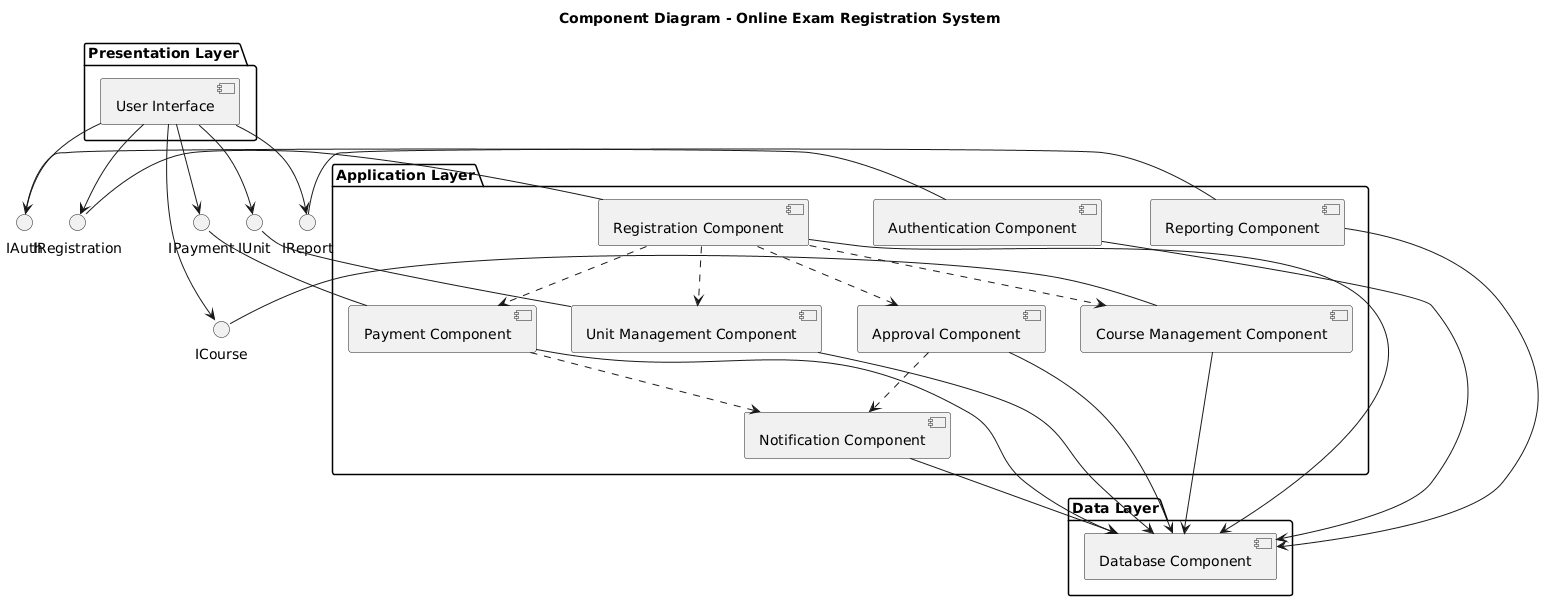 Component Diagram - Online Exam Registration System
Presentation Layer
User Interface
Application Layer
Registration Component
Authentication Component
Reporting Component
IAuth
IRegistration
IPayment
IUnit
IReport
Payment Component
Unit Management Component
Approval Component
Course Management Component
ICourse
Notification Component
Data Layer
Database Component